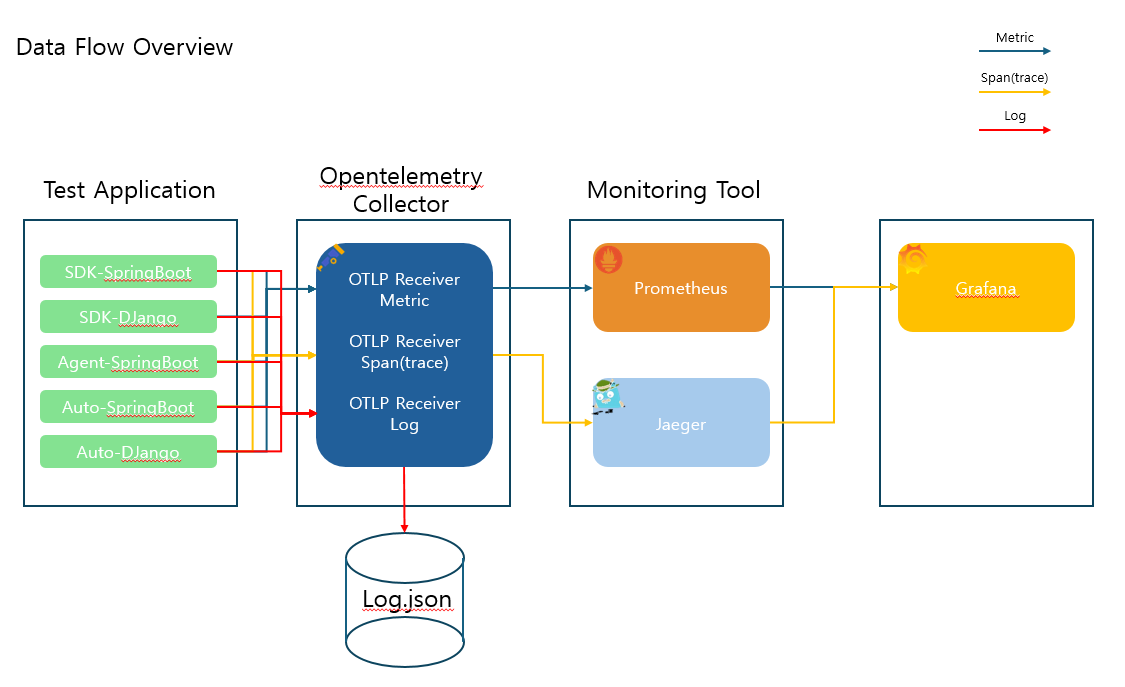 Data Flow Overview
Metric
Span(trace)
Log
Test Application
Opentelemetry
Collector
Monitoring Tool
SDK-SpringBoot
SDK-DJango
Agent-SpringBoot
Auto-SpringBoot
Auto-DJango
OTLP Receiver
Metric
OTLP Receiver
Span(trace)
OTLP Receiver
Log
Prometheus
Jaeger
Grafana
Log.json